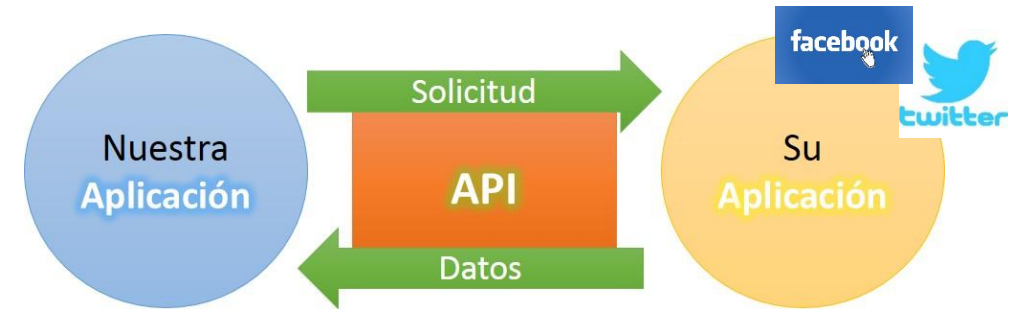 facebook
twitter
Solicitud
Nuestra
Aplicación
API
Su
Aplicación
Datos